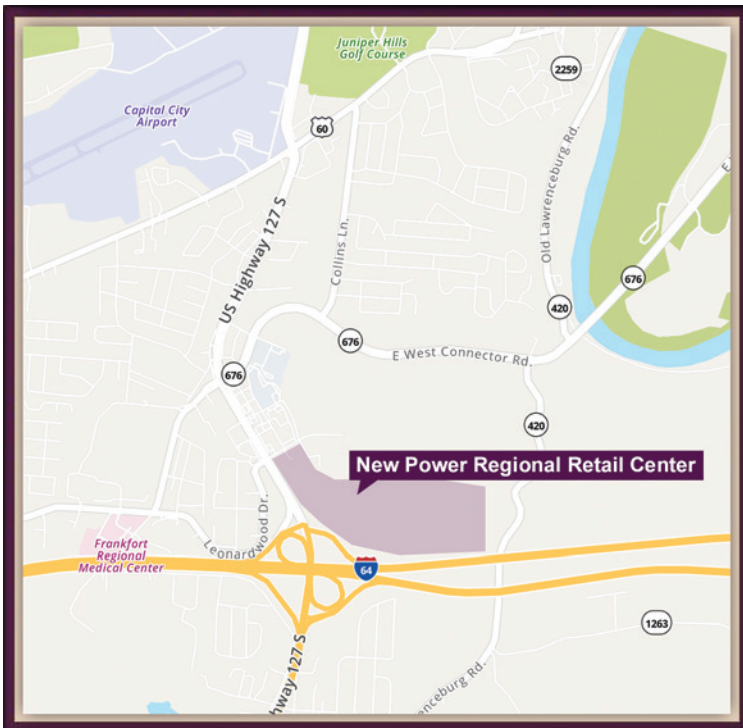 Juniper Hills
Golf Course
2259
Capital City
Airport
60
Old Lawrenceburg Rd.
Collins Ln.
US Highway 127 S
676
420
676
E West Connector Rd.
676
420
New Power Regional Retail Center
Leonardwood Dr.
Frankfort
Regional
Medical Center
64
1263
hway 127 S
enceburg Rd.